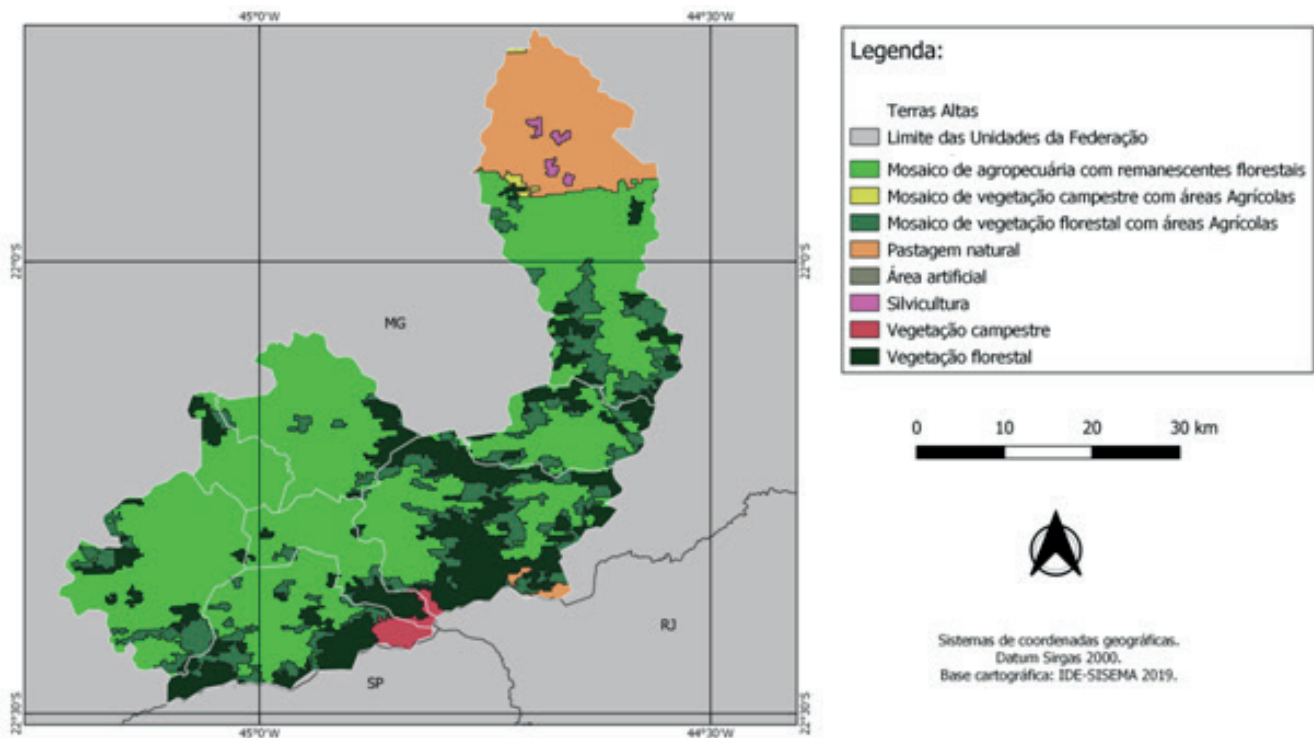 45°0'W
44°30'W
22°0'S
22°0'S
MG
RJ
SP
22°30'S
22°30'S
45°0'W
44°30'W
Legenda:
Terras Altas
Limite das Unidades da Federação
Mosaico de agropecuária com remanescentes florestais
Mosaico de vegetação campestre com áreas Agrícolas
Mosaico de vegetação florestal com áreas Agrícolas
Pastagem natural
Área artificial
Silvicultura
Vegetação campestre
Vegetação florestal
0 10 20 30 km
Sistemas de coordenadas geográficas.
Datum Sirgas 2000.
Base cartográfica: IDE-SISEMA 2019.